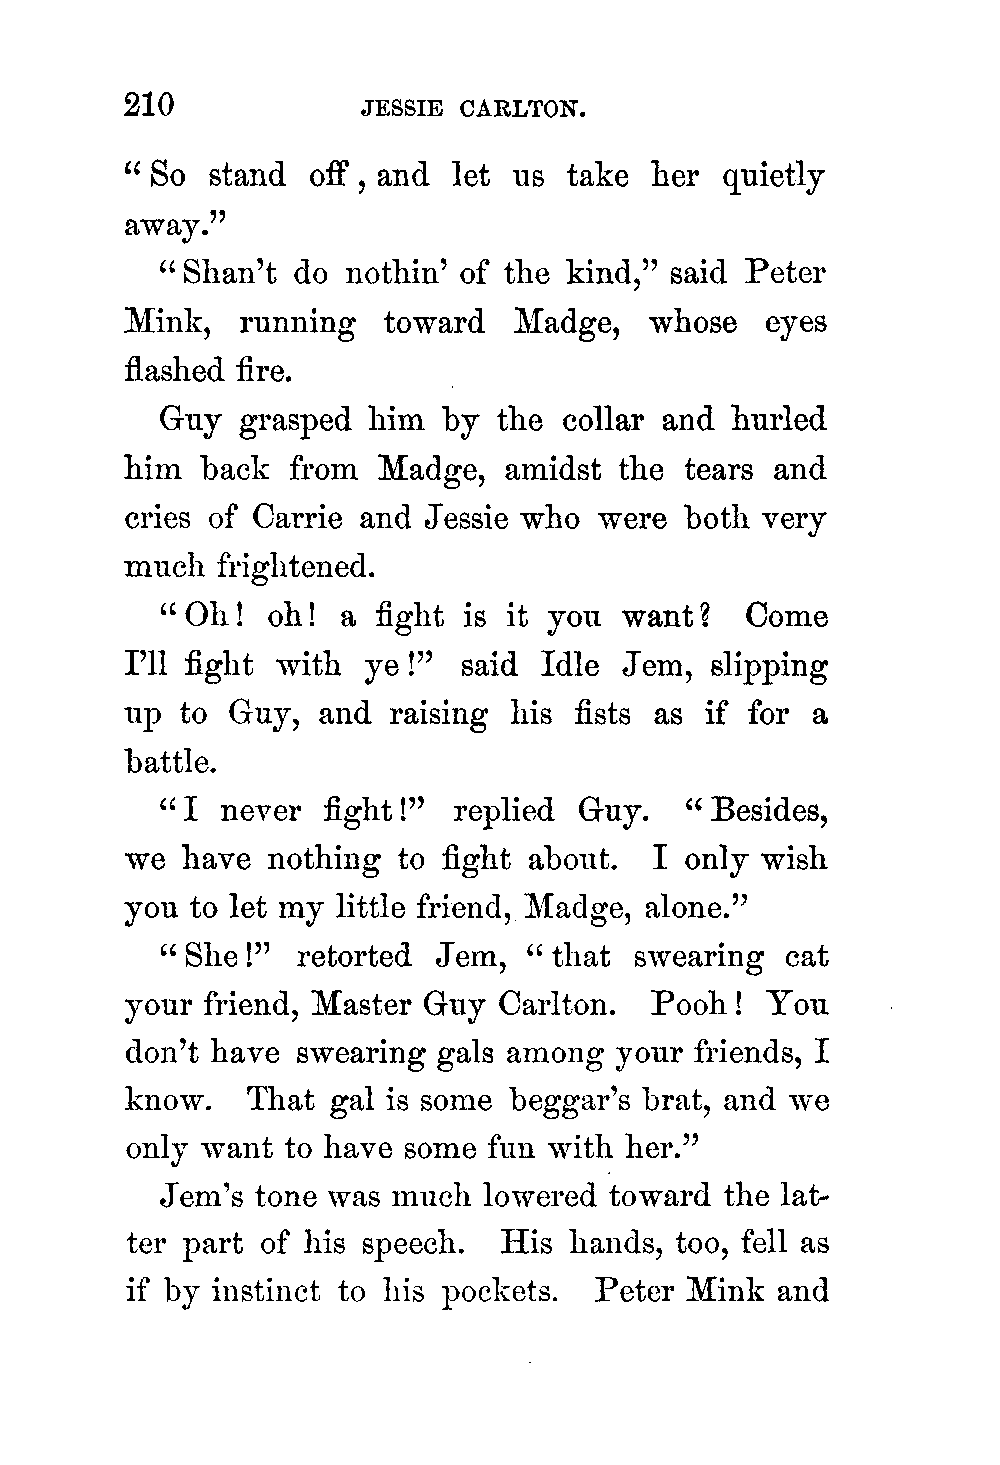 210 JESSIE CARLTON.
“ So stand off , and let us take her quietly
away.”
“ Shan’t do nothin’ of the kind,” said Peter
Mink, running toward Madge, whose eyes
flashed fire.
Guy grasped him by the collar and hurled
him back from Madge, amidst the tears and
cries of Carrie and Jessie who were both very
much frightened.
“ Oh! oh! a fight is it you want? Come
I’ll fight with ye!” said Idle Jem, slipping
up to Guy, and raising his fists as if for a
battle.
“ I never fight!” replied Guy. “ Besides,
we have nothing to fight about. I only wish
you to let my little friend, Madge, alone.”
“ She!” retorted Jem, “ that swearing cat
your friend, Master Guy Carlton. Pooh! You
don’t have swearing gals among your friends, I
know. That gal is some beggar’s brat, and we
only want to have some fun with her.”
Jem’s tone was much lowered toward the lat-
ter part of his speech. His hands, too, fell as
if by instinct to his pockets. Peter Mink and